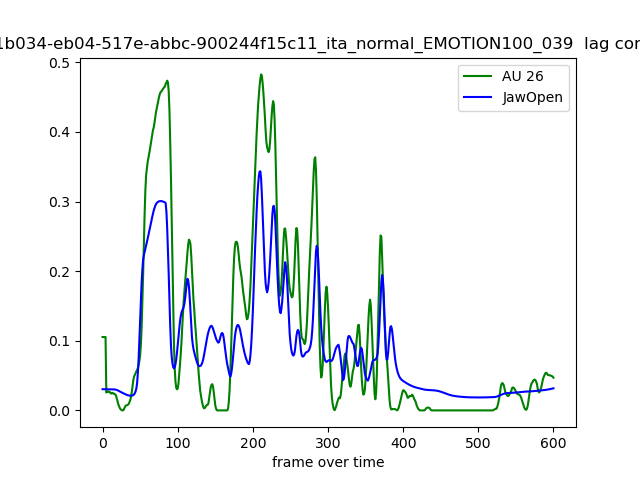 1b034-eb04-517e-abbc-900244f15c11_ita_normal_EMOTION100_039 lag cor
0.5
0.4
0.3
0.2
0.1
0.0
AU 26
JawOpen
0 100 200 300 400 500 600
frame over time